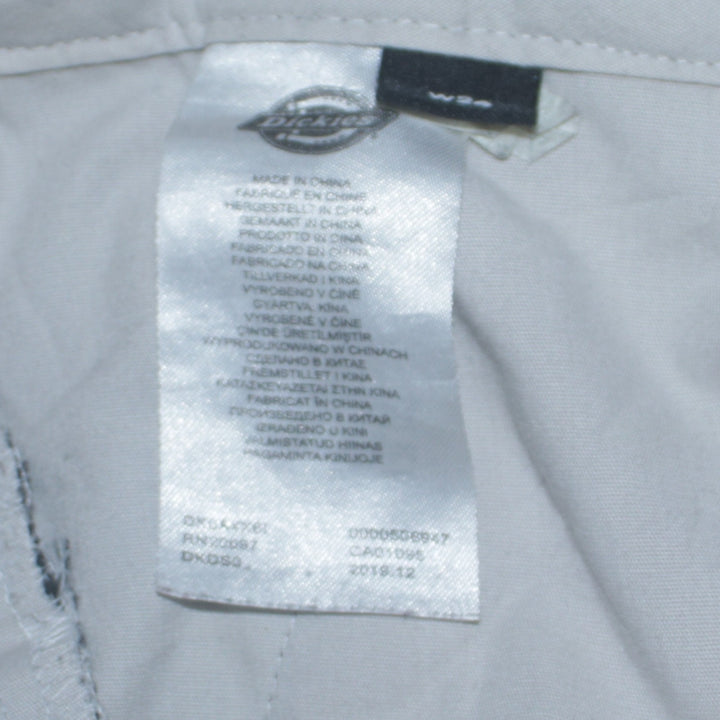 Dickies
W24
MADE IN CHINA
FABRIQUE EN CHINE
HERGESTELLT IN CHINA
GEMAAKT IN CHINA
PRODOTTO IN CINA
FABRICADO EN CHINA
FABRICADO NA CHINA
TILLVERKAD I KINA
VYROBENO V ČÍNĚ
GYÁRTVA: KÍNA
VYROBENÉ V ČÍNE
ÇİN'DE ÜRETİLMİŞTİR
WYPRODUKOWANO W CHINACH
СДЕЛАНО В КИТАЕ
FREMSTILLET I KINA
ΚΑΤΑΣΚΕΥΑΖΕΤΑΙ ΣΤΗΝ ΚΙΝΑ
FABRICAT ÎN CHINA
ПРОИЗВЕДЕНО В КИТАЙ
IZRAĐENO U KINI
VALMISTATUD HIINAS
PAGAMINTA KINIJOJE
RN20697
CA01095
2019.12